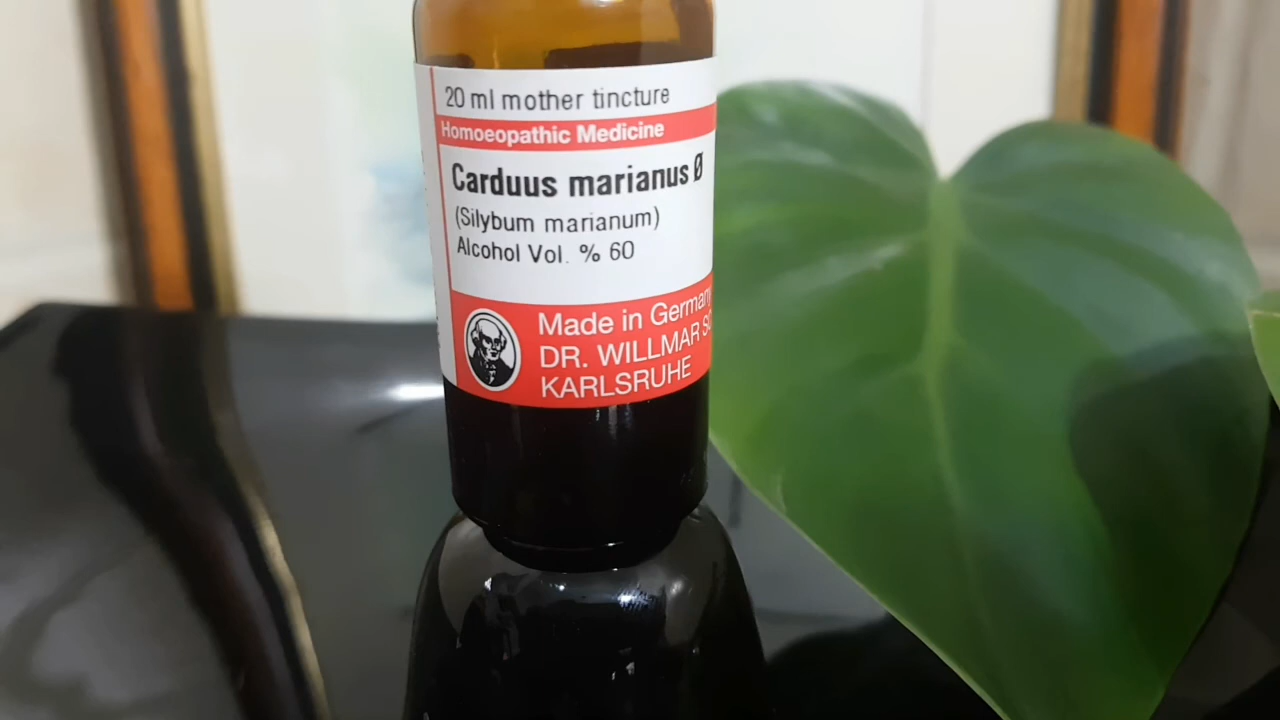 20 ml mother tincture
Homoeopathic Medicine
Carduus marianus Ø
(Silybum marianum)
Alcohol Vol. % 60
Made in Germany
DR. WILLMAR
KARLSRUHE